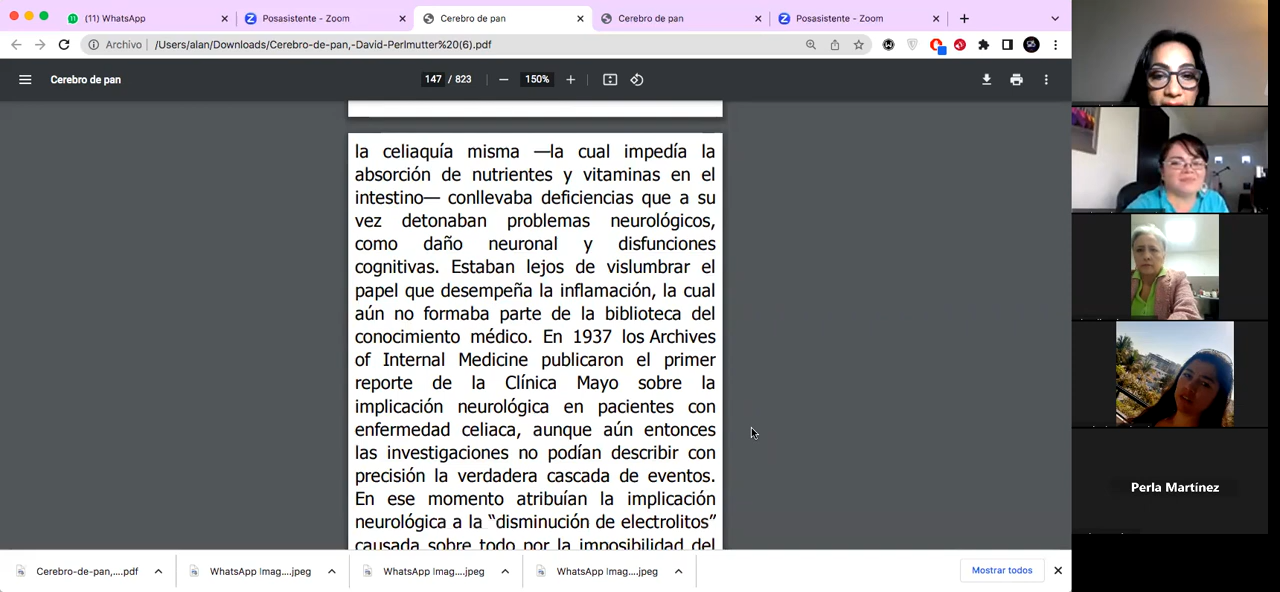 (11) WhatsApp
Posasistente - Zoom
Cerebro de pan
Cerebro de pan
Posasistente - Zoom
Archivo
/Users/alan/Downloads/Cerebro-de-pan,-David-Perlmutter%20(6).pdf
Cerebro de pan
147 / 823
150%
la celiaquía misma —la cual impedía la
absorción de nutrientes y vitaminas en el
intestino— conllevaba deficiencias que a su
vez detonaban problemas neurológicos,
como daño neuronal y disfunciones
cognitivas. Estaban lejos de vislumbrar el
papel que desempeña la inflamación, la cual
aún no formaba parte de la biblioteca del
conocimiento médico. En 1937 los Archives
of Internal Medicine publicaron el primer
reporte de la Clínica Mayo sobre la
implicación neurológica en pacientes con
enfermedad celiaca, aunque aún entonces
las investigaciones no podían describir con
precisión la verdadera cascada de eventos.
En ese momento atribuían la implicación
neurológica a la “disminución de electrolitos”
causada sobre todo por la imposibilidad del
Perla Martínez
Cerebro-de-pan,....pdf
WhatsApp Imag....jpeg
WhatsApp Imag....jpeg
WhatsApp Imag....jpeg
Mostrar todos